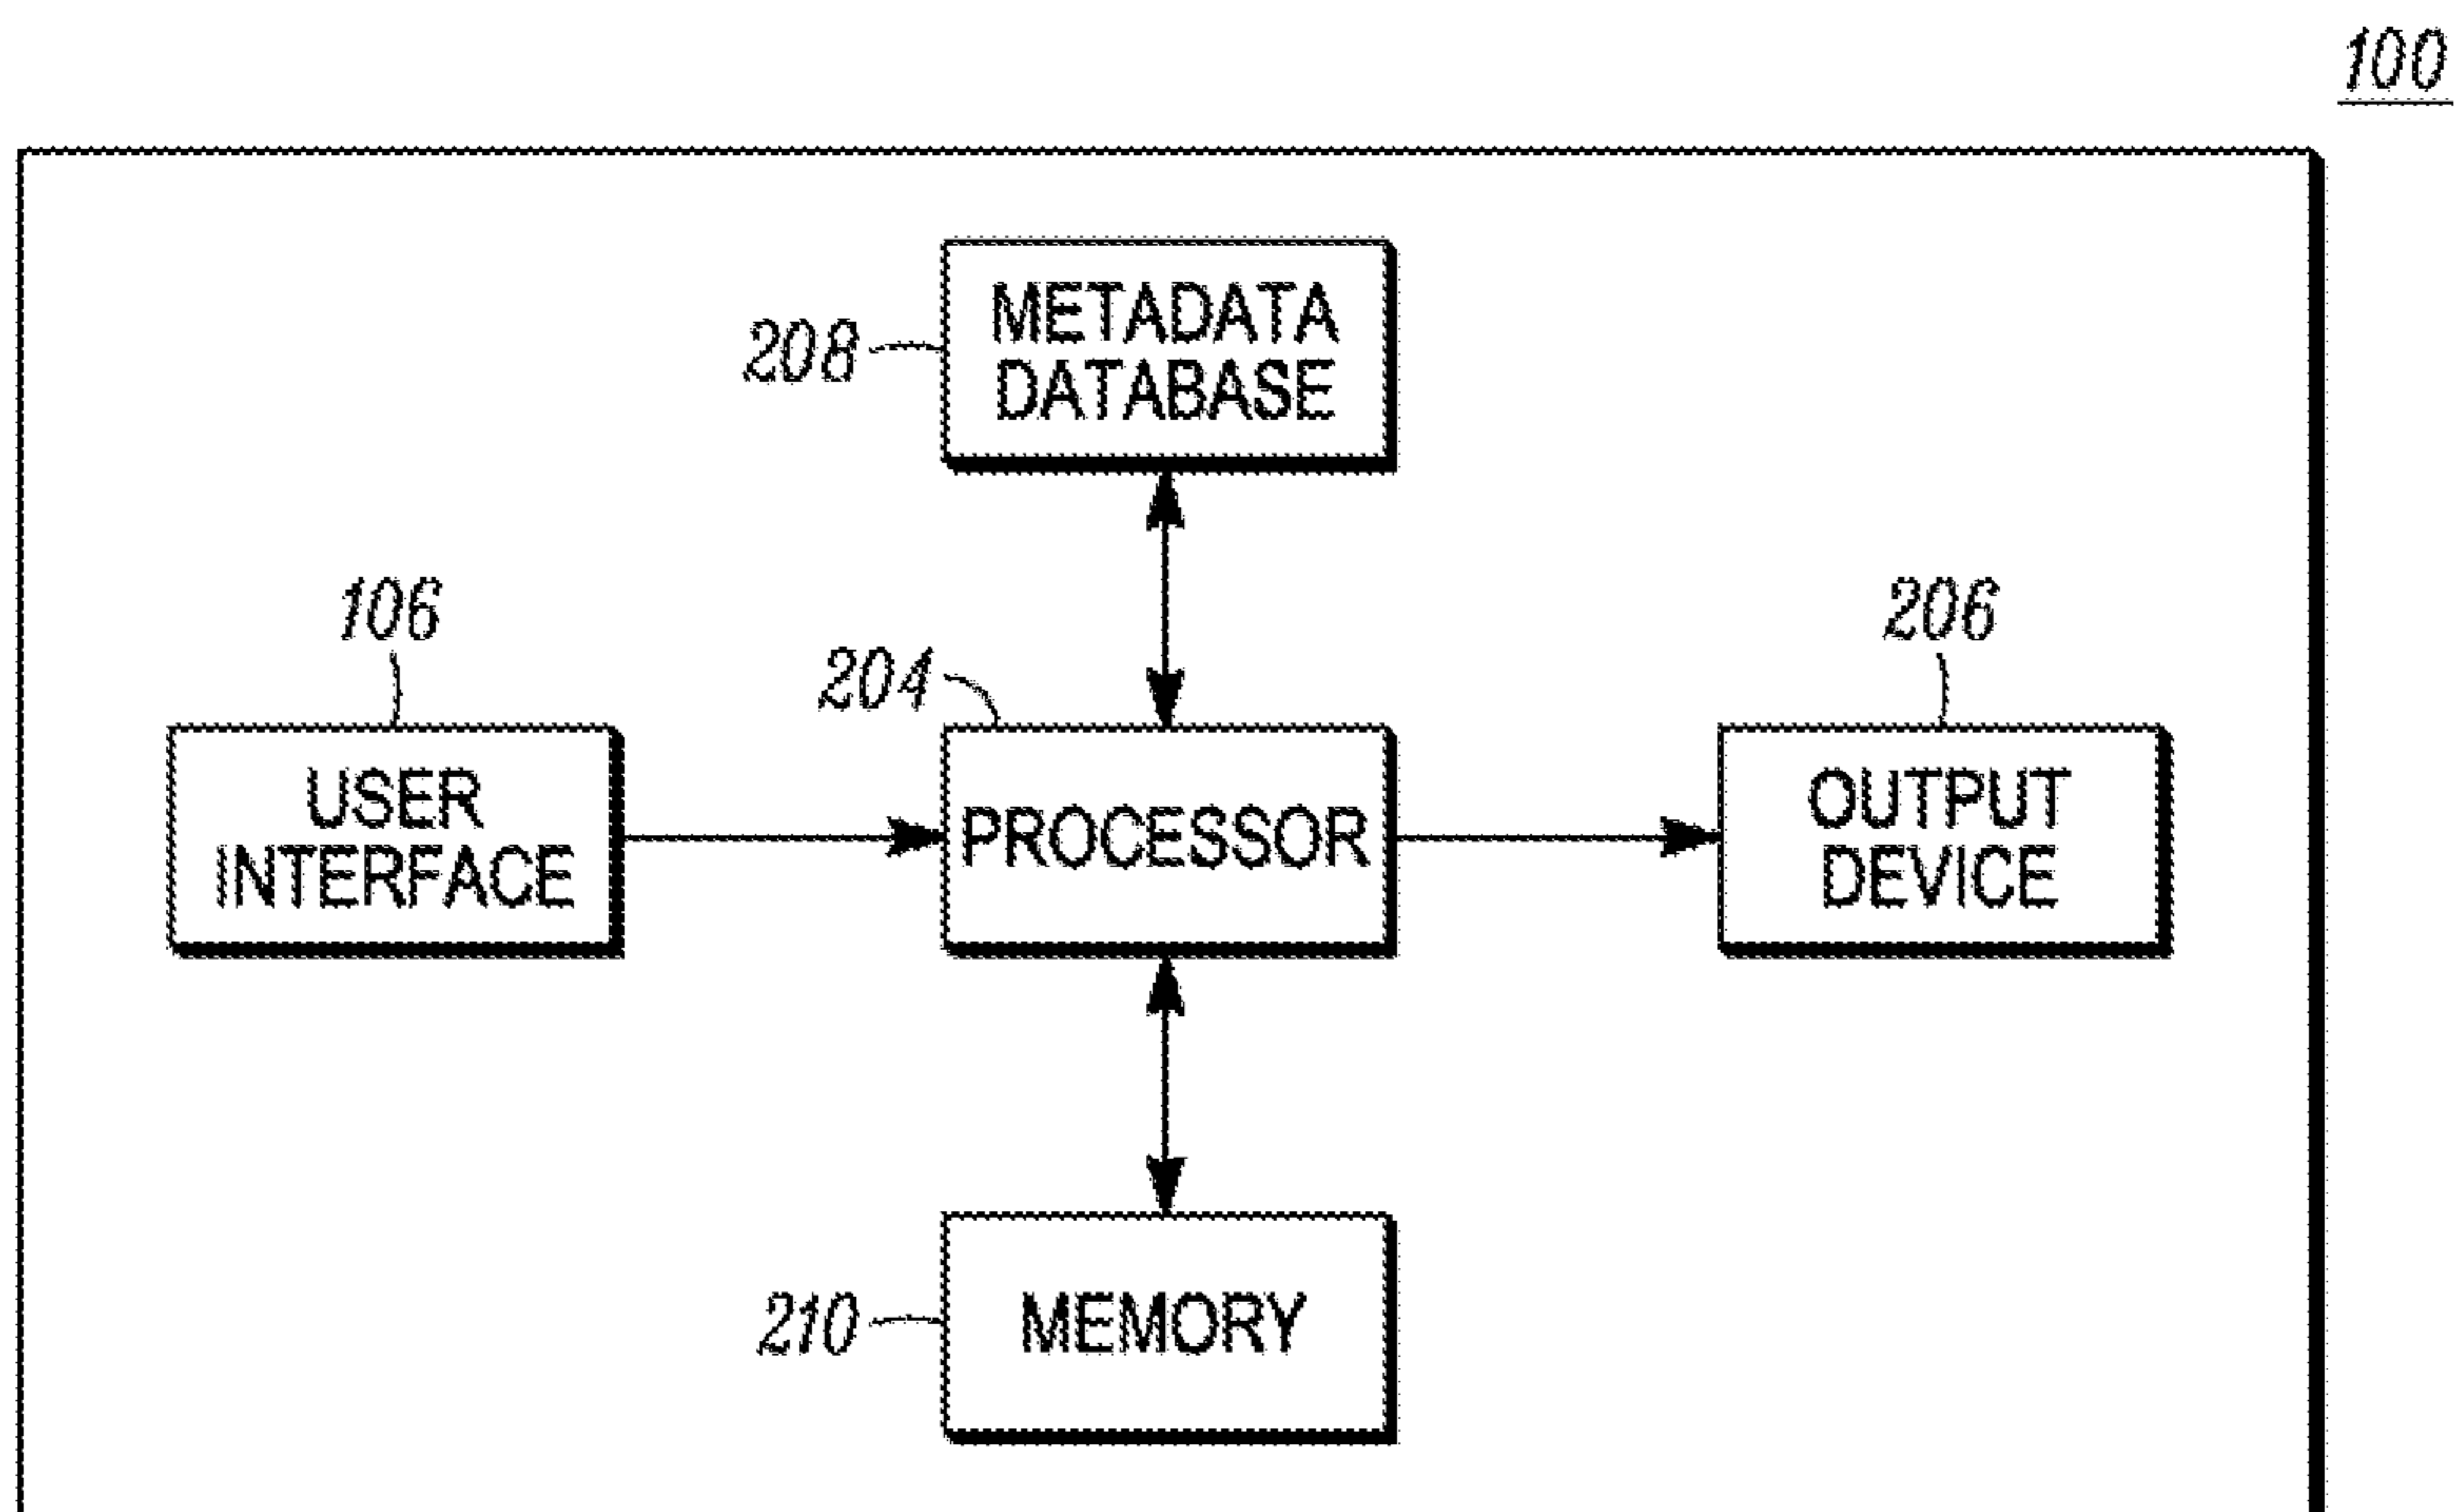 100
METADATA
DATABASE
208
106
204
206
USER
INTERFACE
PROCESSOR
OUTPUT
DEVICE
210
MEMORY